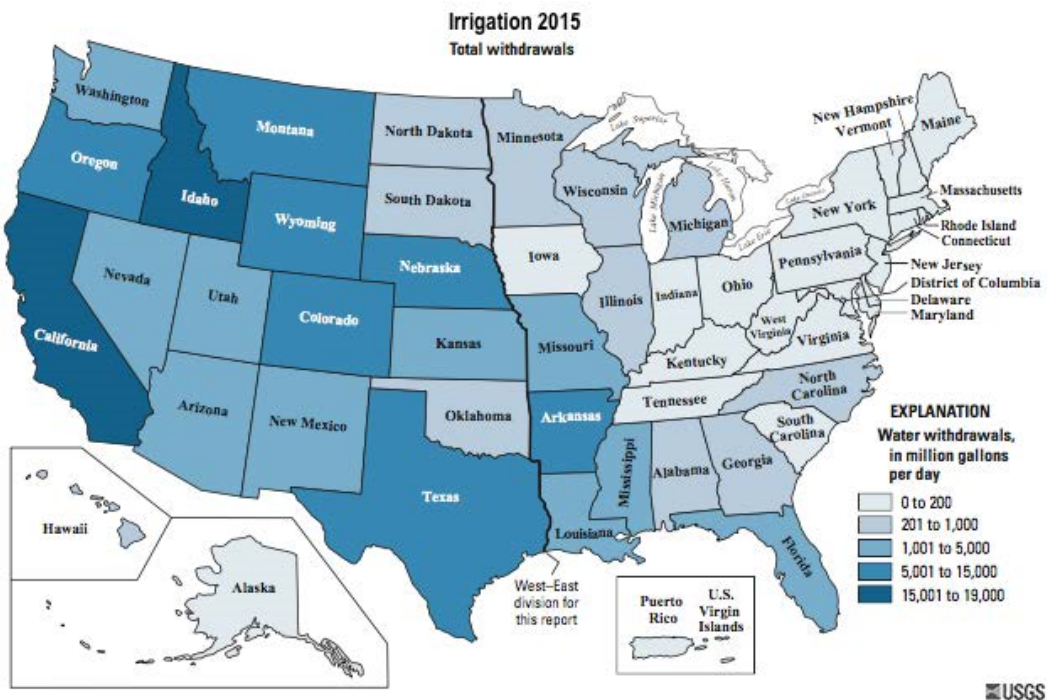 Irrigation 2015
Total withdrawals
Washington
Montana
North Dakota
Minnesota
Lake Superior
New Hampshire
Vermont
Maine
Oregon
Idaho
Wyoming
South Dakota
Wisconsin
Lake Michigan
Lake Huron
Michigan
Lake Ontario
Lake Erie
New York
Massachusetts
Rhode Island
Connecticut
Nevada
Utah
Colorado
Nebraska
Iowa
Illinois
Indiana
Ohio
Pennsylvania
New Jersey
District of Columbia
Delaware
Maryland
California
Kansas
Missouri
West
Virginia
Virginia
Kentucky
Arizona
New Mexico
Oklahoma
Arkansas
Tennessee
North
Carolina
South
Carolina
Texas
Louisiana
Mississippi
Alabama
Georgia
Florida
EXPLANATION
Water withdrawals,
in million gallons
per day
0 to 200
201 to 1,000
1,001 to 5,000
5,001 to 15,000
15,001 to 19,000
Hawaii
Alaska
West–East
division for
this report
Puerto
Rico
U.S.
Virgin
Islands
USGS